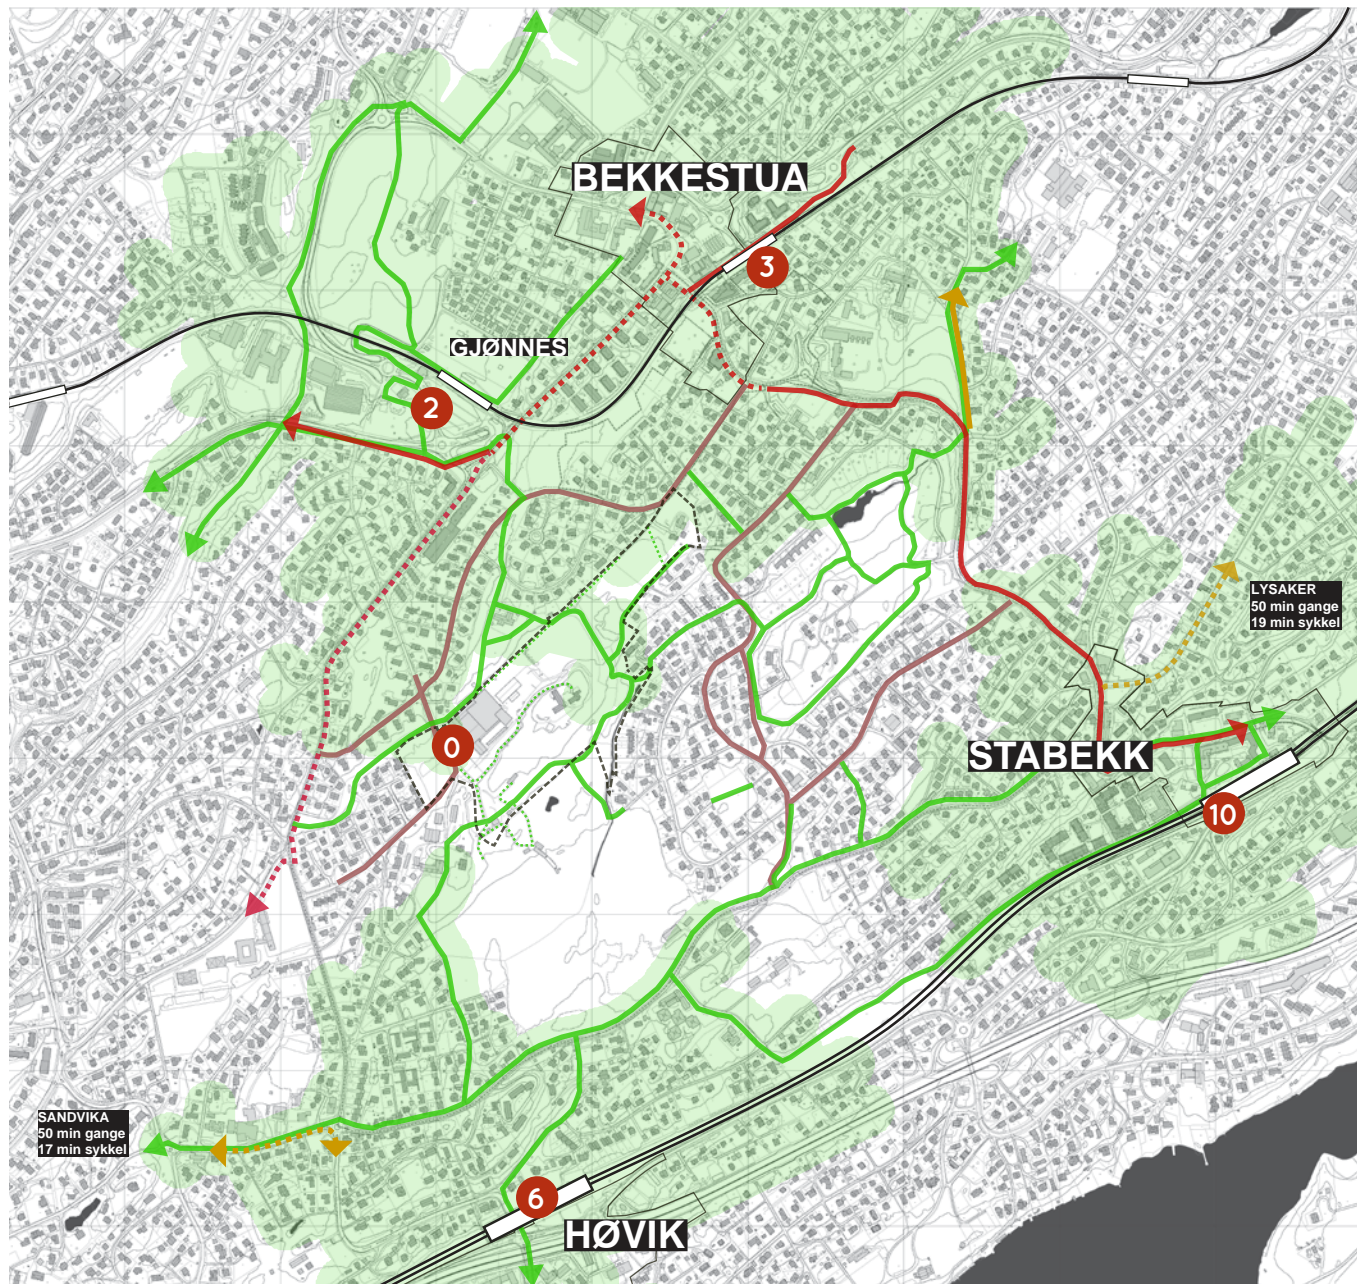 BEKKESTUA
3
GJØNNES
2
LYSAKER
50 min gange
19 min sykkel
0
STABEKK
10
SANDVIKA
50 min gange
17 min sykkel
6
HØVIK